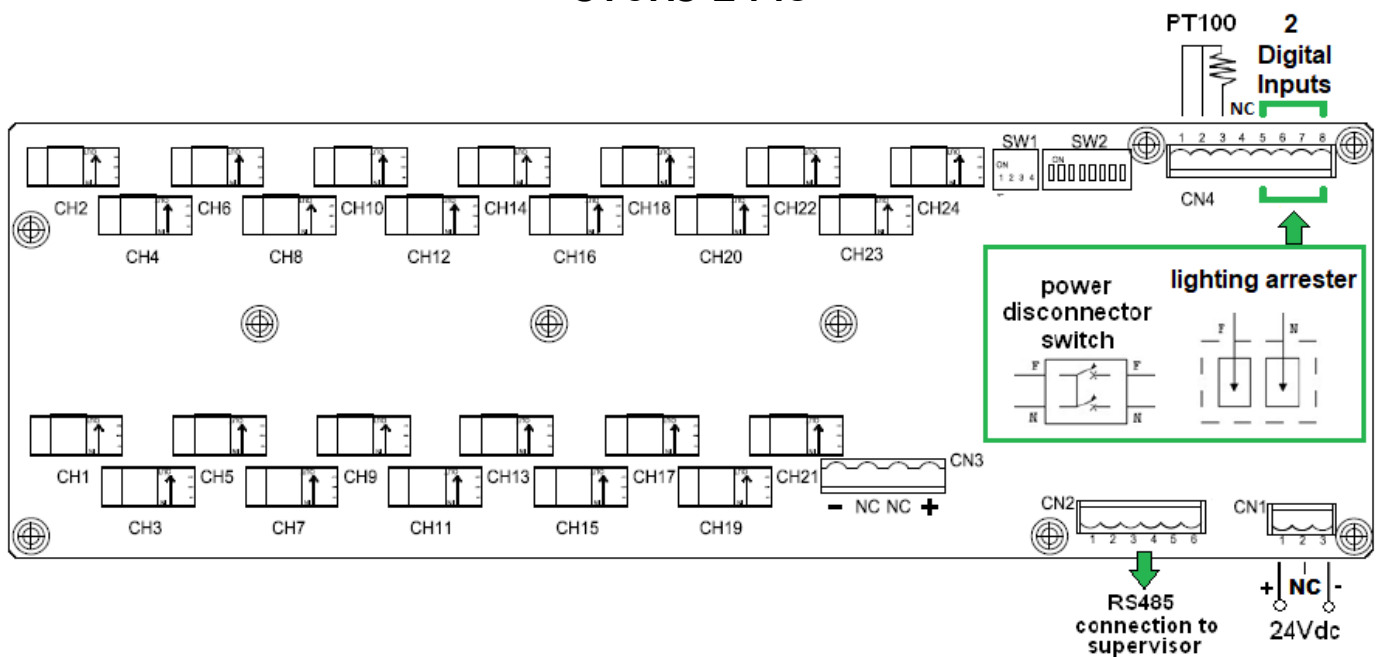 PT100
2
Digital
Inputs
NC
1 2 3 4 5 6 7 8
CN4
SW1
ON
1 2 3 4
SW2
ON
CH2 CH6 CH10 CH14 CH18 CH22 CH24
CH4 CH8 CH12 CH16 CH20 CH23
power
disconnector
switch
F F
N N
lighting arrester
F N
CH1 CH5 CH9 CH13 CH17 CH21
CH3 CH7 CH11 CH15 CH19
CN3
- NC NC +
CN2
1 2 3 4 5 6
RS485
connection to
supervisor
CN1
1 2 3
+ NC -
24Vdc